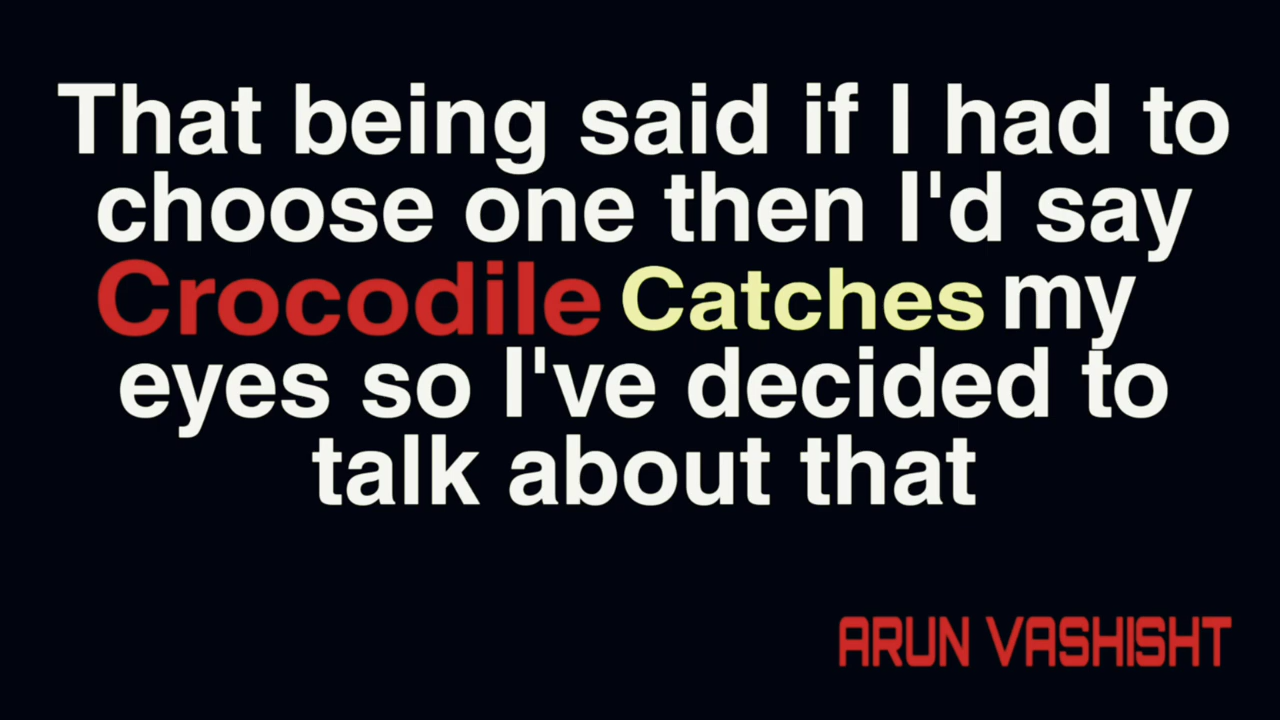 That being said if I had to
choose one then I'd say
Crocodile Catches my
eyes so I've decided to
talk about that
ARUN VASHISHT